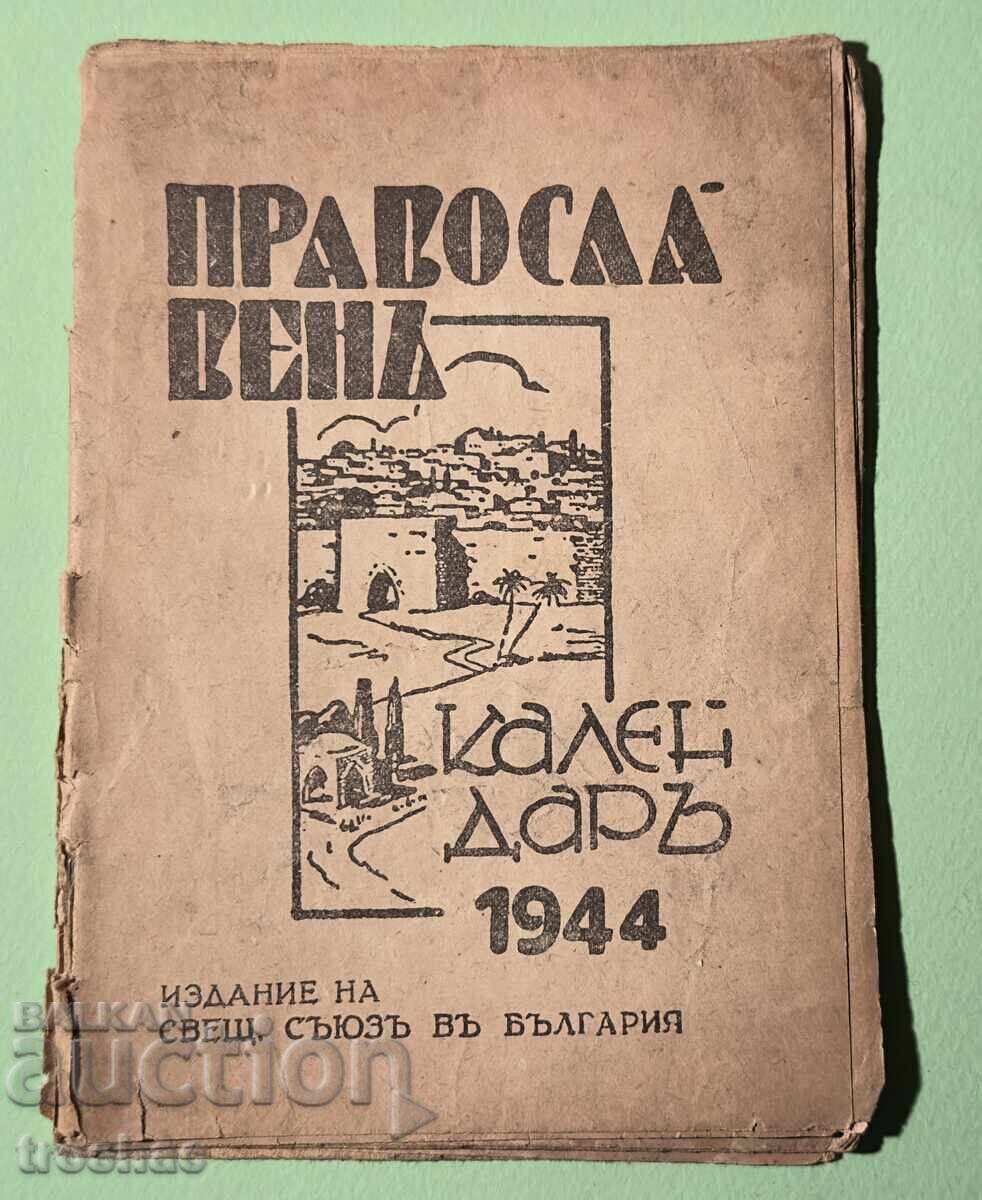 ПРАВОСЛА-
ВЕНЪ
КАЛЕН-
ДАРЪ
1944
ИЗДАНИЕ НА
СВЕЩ. СЪЮЗЪ ВЪ БЪЛГАРИЯ
BALKAN
auction
trochac